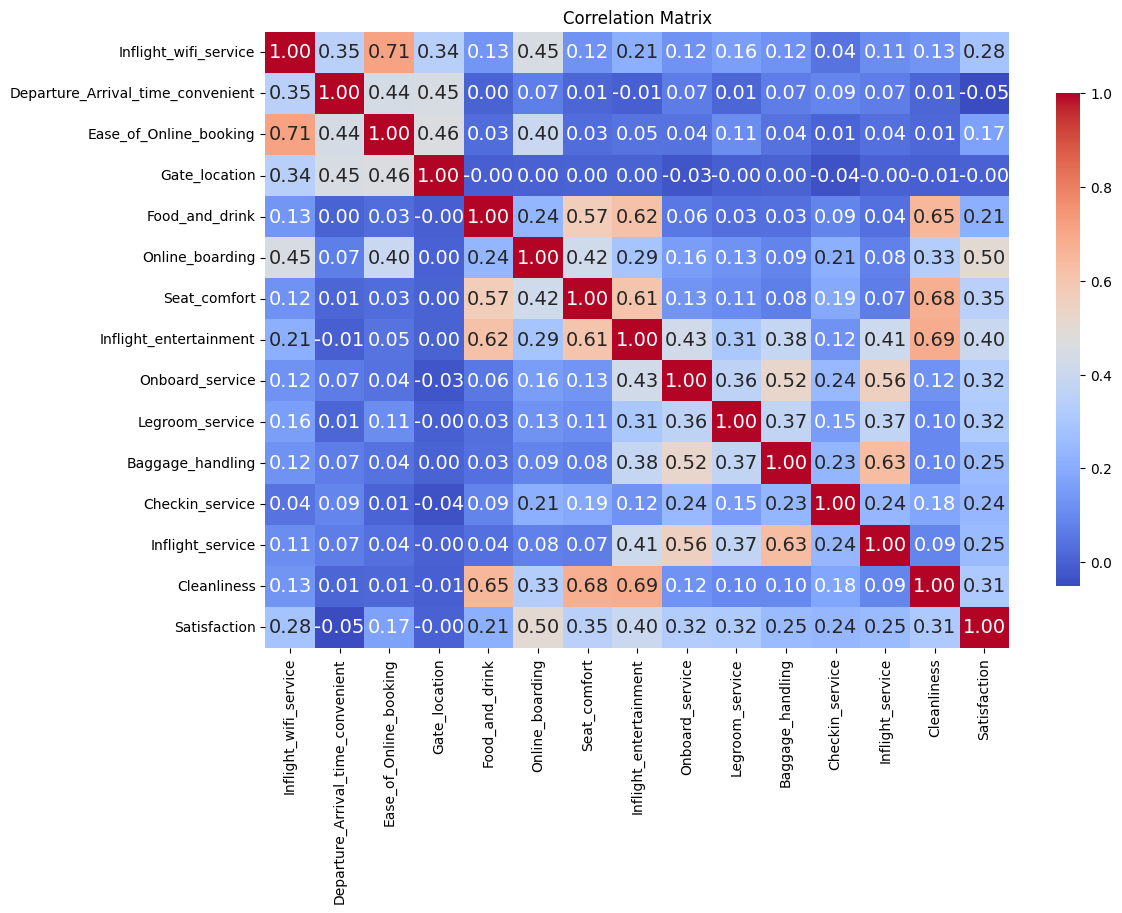 Correlation Matrix
Inflight_wifi_service 1.00 0.35 0.71 0.34 0.13 0.45 0.12 0.21 0.12 0.16 0.12 0.04 0.11 0.13 0.28
Departure_Arrival_time_convenient 0.35 1.00 0.44 0.45 0.00 0.07 0.01 -0.01 0.07 0.01 0.07 0.09 0.07 0.01 -0.05
Ease_of_Online_booking 0.71 0.44 1.00 0.46 0.03 0.40 0.03 0.05 0.04 0.11 0.04 0.01 0.04 0.01 0.17
Gate_location 0.34 0.45 0.46 1.00 -0.00 0.00 0.00 0.00 -0.03 -0.00 0.00 -0.04 -0.00 -0.01 -0.00
Food_and_drink 0.13 0.00 0.03 -0.00 1.00 0.24 0.57 0.62 0.06 0.03 0.03 0.09 0.04 0.65 0.21
Online_boarding 0.45 0.07 0.40 0.00 0.24 1.00 0.42 0.29 0.16 0.13 0.09 0.21 0.08 0.33 0.50
Seat_comfort 0.12 0.01 0.03 0.00 0.57 0.42 1.00 0.61 0.13 0.11 0.08 0.19 0.07 0.68 0.35
Inflight_entertainment 0.21 -0.01 0.05 0.00 0.62 0.29 0.61 1.00 0.43 0.31 0.38 0.12 0.41 0.69 0.40
Onboard_service 0.12 0.07 0.04 -0.03 0.06 0.16 0.13 0.43 1.00 0.36 0.52 0.24 0.56 0.12 0.32
Legroom_service 0.16 0.01 0.11 -0.00 0.03 0.13 0.11 0.31 0.36 1.00 0.37 0.15 0.37 0.10 0.32
Baggage_handling 0.12 0.07 0.04 0.00 0.03 0.09 0.08 0.38 0.52 0.37 1.00 0.23 0.63 0.10 0.25
Checkin_service 0.04 0.09 0.01 -0.04 0.09 0.21 0.19 0.12 0.24 0.15 0.23 1.00 0.24 0.18 0.24
Inflight_service 0.11 0.07 0.04 -0.00 0.04 0.08 0.07 0.41 0.56 0.37 0.63 0.24 1.00 0.09 0.25
Cleanliness 0.13 0.01 0.01 -0.01 0.65 0.33 0.68 0.69 0.12 0.10 0.10 0.18 0.09 1.00 0.31
Satisfaction 0.28 -0.05 0.17 -0.00 0.21 0.50 0.35 0.40 0.32 0.32 0.25 0.24 0.25 0.31 1.00
Inflight_wifi_service
Departure_Arrival_time_convenient
Ease_of_Online_booking
Gate_location
Food_and_drink
Online_boarding
Seat_comfort
Inflight_entertainment
Onboard_service
Legroom_service
Baggage_handling
Checkin_service
Inflight_service
Cleanliness
Satisfaction
1.0
0.8
0.6
0.4
0.2
0.0